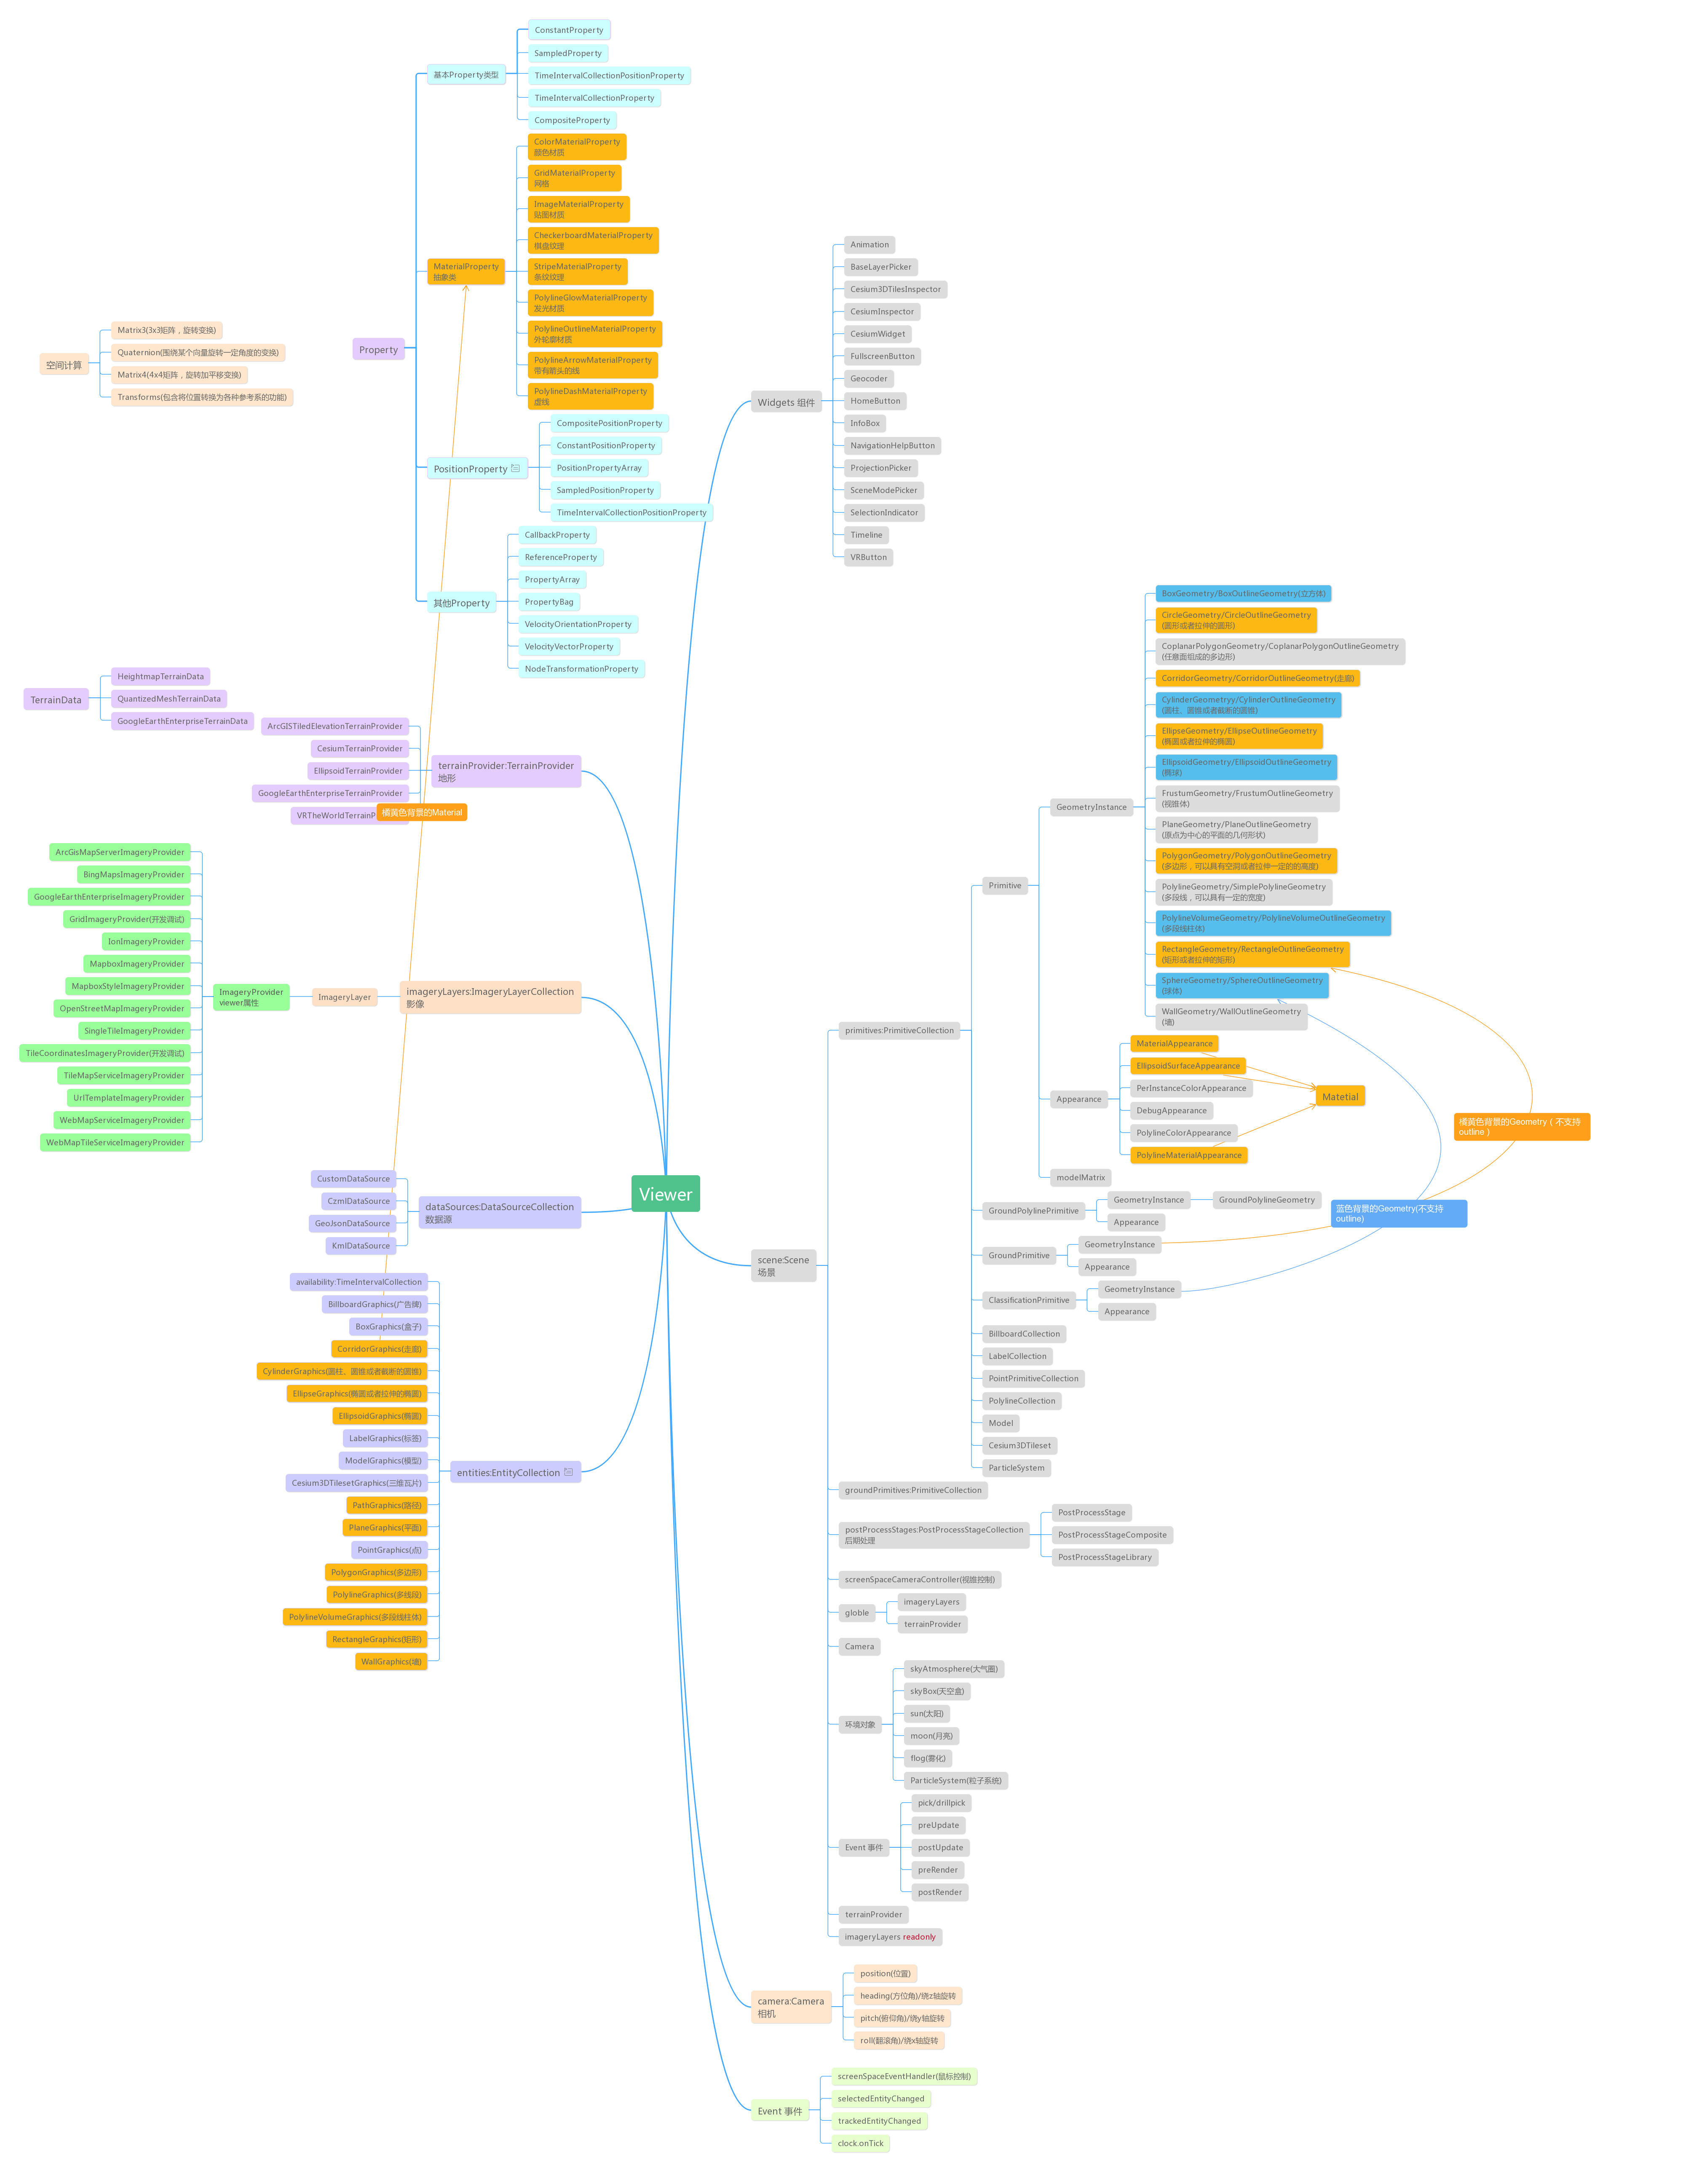 ConstantProperty
SampledProperty
TimeIntervalCollectionPositionProperty
TimeIntervalCollectionProperty
CompositeProperty
基本Property类型
ColorMaterialProperty
颜色材质
GridMaterialProperty
网格
ImageMaterialProperty
贴图材质
CheckerboardMaterialProperty
棋盘纹理
StripeMaterialProperty
条纹纹理
PolylineGlowMaterialProperty
发光材质
PolylineOutlineMaterialProperty
外轮廓材质
PolylineArrowMaterialProperty
带有箭头的线
PolylineDashMaterialProperty
虚线
MaterialProperty
抽象类
Property
CompositePositionProperty
ConstantPositionProperty
PositionPropertyArray
SampledPositionProperty
TimeIntervalCollectionPositionProperty
PositionProperty
CallbackProperty
ReferenceProperty
PropertyArray
PropertyBag
VelocityOrientationProperty
VelocityVectorProperty
NodeTransformationProperty
其他Property
空间计算
Matrix3(3x3矩阵，旋转变换)
Quaternion(围绕某个向量旋转一定角度的变换)
Matrix4(4x4矩阵，旋转加平移变换)
Transforms(包含将位置转换为各种参考系的功能)
TerrainData
HeightmapTerrainData
QuantizedMeshTerrainData
GoogleEarthEnterpriseTerrainData
ArcGISTiledElevationTerrainProvider
CesiumTerrainProvider
EllipsoidTerrainProvider
GoogleEarthEnterpriseTerrainProvider
VRTheWorldTerrainP
橘黄色背景的Material
terrainProvider:TerrainProvider
地形
ArcGisMapServerImageryProvider
BingMapsImageryProvider
GoogleEarthEnterpriseImageryProvider
GridImageryProvider(开发调试)
IonImageryProvider
MapboxImageryProvider
MapboxStyleImageryProvider
OpenStreetMapImageryProvider
SingleTileImageryProvider
TileCoordinatesImageryProvider(开发调试)
TileMapServiceImageryProvider
UrlTemplateImageryProvider
WebMapServiceImageryProvider
WebMapTileServiceImageryProvider
ImageryProvider
viewer属性
ImageryLayer
imageryLayers:ImageryLayerCollection
影像
CustomDataSource
CzmlDataSource
GeoJsonDataSource
KmlDataSource
dataSources:DataSourceCollection
数据源
availability:TimeIntervalCollection
BillboardGraphics(广告牌)
BoxGraphics(盒子)
CorridorGraphics(走廊)
CylinderGraphics(圆柱、圆锥或者截断的圆锥)
EllipseGraphics(椭圆或者拉伸的椭圆)
EllipsoidGraphics(椭圆)
LabelGraphics(标签)
ModelGraphics(模型)
Cesium3DTilesetGraphics(三维瓦片)
PathGraphics(路径)
PlaneGraphics(平面)
PointGraphics(点)
PolygonGraphics(多边形)
PolylineGraphics(多线段)
PolylineVolumeGraphics(多段线柱体)
RectangleGraphics(矩形)
WallGraphics(墙)
entities:EntityCollection
Viewer
Widgets 组件
Animation
BaseLayerPicker
Cesium3DTilesInspector
CesiumInspector
CesiumWidget
FullscreenButton
Geocoder
HomeButton
InfoBox
NavigationHelpButton
ProjectionPicker
SceneModePicker
SelectionIndicator
Timeline
VRButton
scene:Scene
场景
primitives:PrimitiveCollection
Primitive
GeometryInstance
BoxGeometry/BoxOutlineGeometry(立方体)
CircleGeometry/CircleOutlineGeometry
(圆形或者拉伸的圆形)
CoplanarPolygonGeometry/CoplanarPolygonOutlineGeometry
(任意面组成的多边形)
CorridorGeometry/CorridorOutlineGeometry(走廊)
CylinderGeometryy/CylinderOutlineGeometry
(圆柱、圆锥或者截断的圆锥)
EllipseGeometry/EllipseOutlineGeometry
(椭圆或者拉伸的椭圆)
EllipsoidGeometry/EllipsoidOutlineGeometry
(椭球)
FrustumGeometry/FrustumOutlineGeometry
(视锥体)
PlaneGeometry/PlaneOutlineGeometry
(原点为中心的平面的几何形状)
PolygonGeometry/PolygonOutlineGeometry
(多边形，可以具有空洞或者拉伸一定的的高度)
PolylineGeometry/SimplePolylineGeometry
(多段线，可以具有一定的宽度)
PolylineVolumeGeometry/PolylineVolumeOutlineGeometry
(多段线柱体)
RectangleGeometry/RectangleOutlineGeometry
(矩形或者拉伸的矩形)
SphereGeometry/SphereOutlineGeometry
(球体)
WallGeometry/WallOutlineGeometry
(墙)
Appearance
MaterialAppearance
EllipsoidSurfaceAppearance
PerInstanceColorAppearance
DebugAppearance
PolylineColorAppearance
PolylineMaterialAppearance
Matetial
modelMatrix
橘黄色背景的Geometry（不支持
outline）
蓝色背景的Geometry(不支持
outline)
GroundPolylinePrimitive
GeometryInstance
GroundPolylineGeometry
Appearance
GroundPrimitive
GeometryInstance
Appearance
ClassificationPrimitive
GeometryInstance
Appearance
BillboardCollection
LabelCollection
PointPrimitiveCollection
PolylineCollection
Model
Cesium3DTileset
ParticleSystem
groundPrimitives:PrimitiveCollection
postProcessStages:PostProcessStageCollection
后期处理
PostProcessStage
PostProcessStageComposite
PostProcessStageLibrary
screenSpaceCameraController(视锥控制)
globle
imageryLayers
terrainProvider
Camera
环境对象
skyAtmosphere(大气圈)
skyBox(天空盒)
sun(太阳)
moon(月亮)
flog(雾化)
ParticleSystem(粒子系统)
Event 事件
pick/drillpick
preUpdate
postUpdate
preRender
postRender
terrainProvider
imageryLayers readonly
camera:Camera
相机
position(位置)
heading(方位角)/绕z轴旋转
pitch(俯仰角)/绕y轴旋转
roll(翻滚角)/绕x轴旋转
Event 事件
screenSpaceEventHandler(鼠标控制)
selectedEntityChanged
trackedEntityChanged
clock.onTick